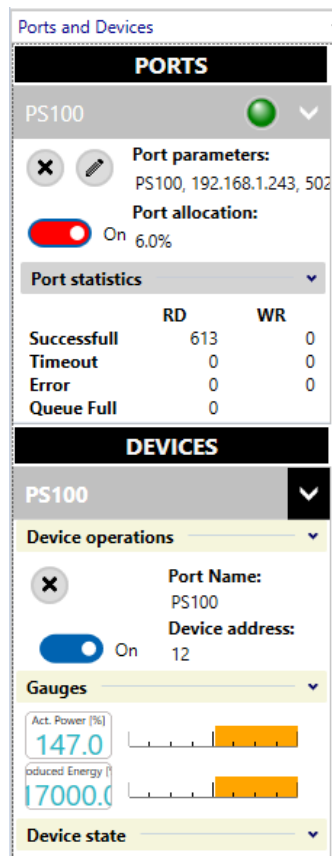 Ports and Devices
PORTS
PS100
Port parameters:
PS100, 192.168.1.243, 502
Port allocation:
On 6.0%
Port statistics
RD WR
Successfull 613 0
Timeout 0 0
Error 0 0
Queue Full 0
DEVICES
PS100
Device operations
Port Name:
PS100
Device address:
On 12
Gauges
Act. Power [%]
147.0
oduced Energy [
17000.0
Device state